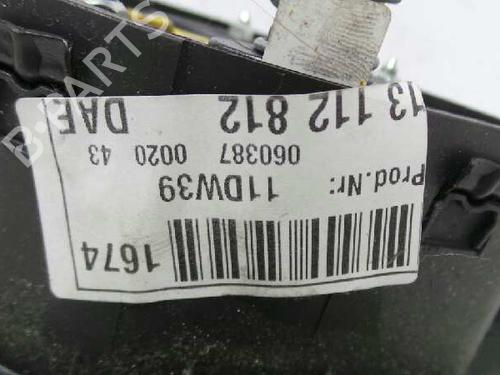 1674
Prod.Nr: 11DW39
060387 0020 43
13 112 812 DAE
B-PARTS